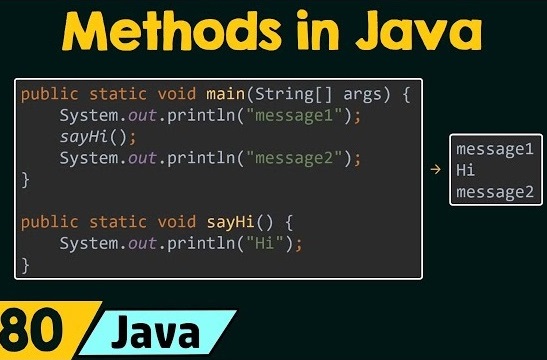 Methods in Java
public static void main(String[] args) {
    System.out.println("message1");
    sayHi();
    System.out.println("message2");
}
public static void sayHi() {
    System.out.println("Hi");
}
→
message1
Hi
message2
80 Java